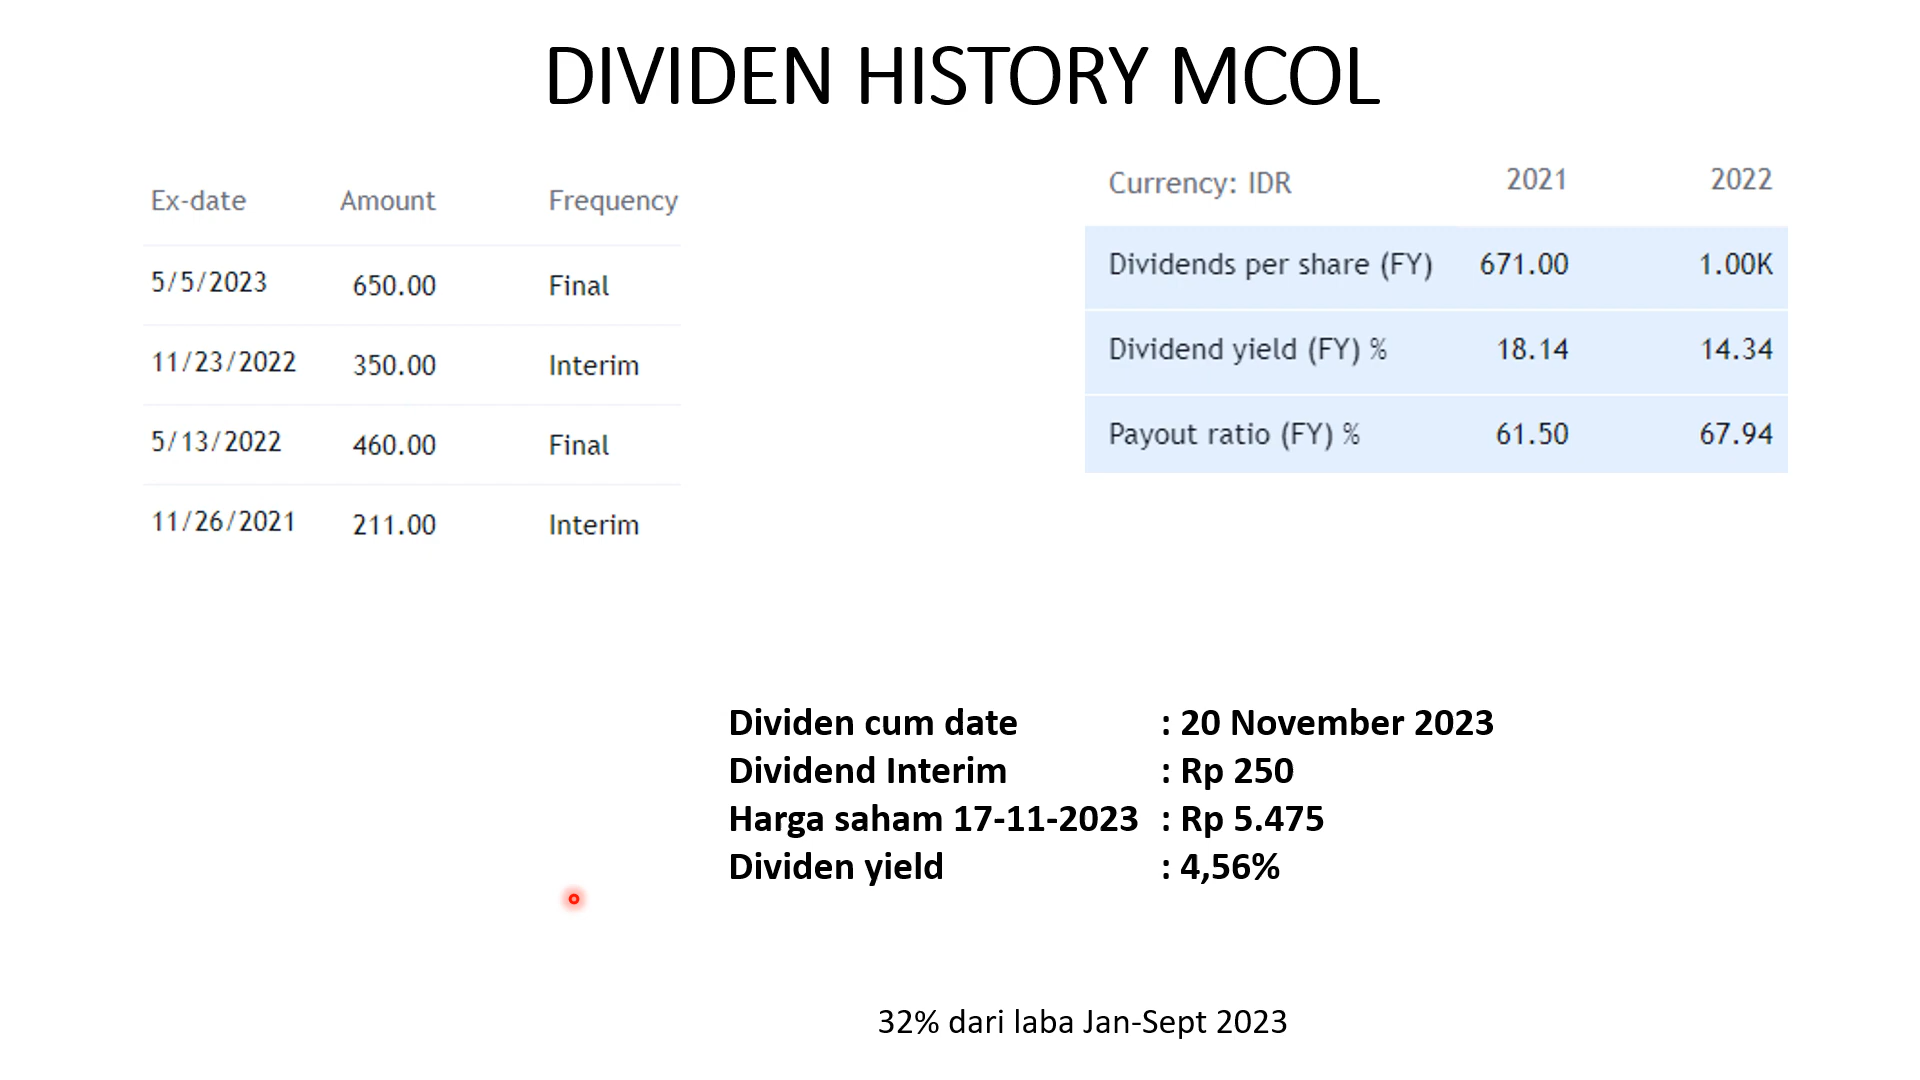 DIVIDEN HISTORY MCOL
Ex-date Amount Frequency
5/5/2023 650.00 Final
11/23/2022 350.00 Interim
5/13/2022 460.00 Final
11/26/2021 211.00 Interim
Currency: IDR 2021 2022
Dividends per share (FY) 671.00 1.00K
Dividend yield (FY) % 18.14 14.34
Payout ratio (FY) % 61.50 67.94
Dividen cum date : 20 November 2023
Dividend Interim : Rp 250
Harga saham 17-11-2023 : Rp 5.475
Dividen yield : 4,56%
32% dari laba Jan-Sept 2023